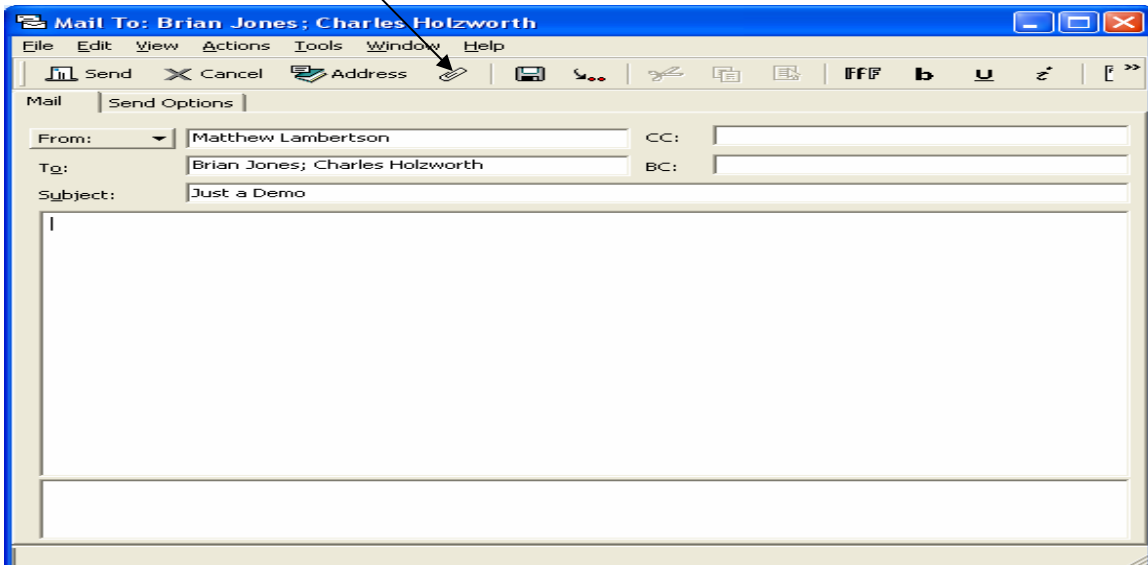 Mail To: Brian Jones; Charles Holzworth
File Edit View Actions Tools Window Help
Send Cancel Address FFF b u i »
Mail Send Options
From: Matthew Lambertson CC:
To: Brian Jones; Charles Holzworth BC:
Subject: Just a Demo